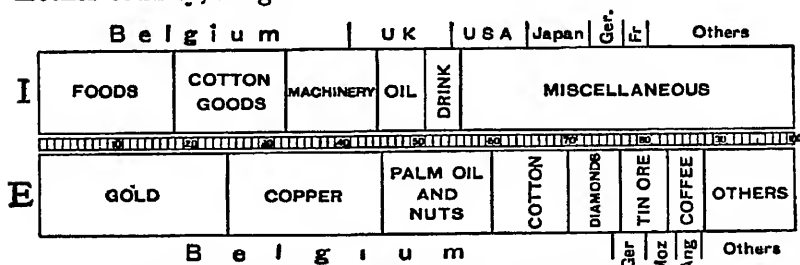 Belgium UK USA Japan Ger. Fr Others
I FOODS COTTON GOODS MACHINERY OIL DRINK MISCELLANEOUS
10 20 30 40 50 60 70 80 90 100
E GOLD COPPER PALM OIL AND NUTS COTTON DIAMONDS TIN ORE COFFEE OTHERS
Belgium Ger Moz Ang Others